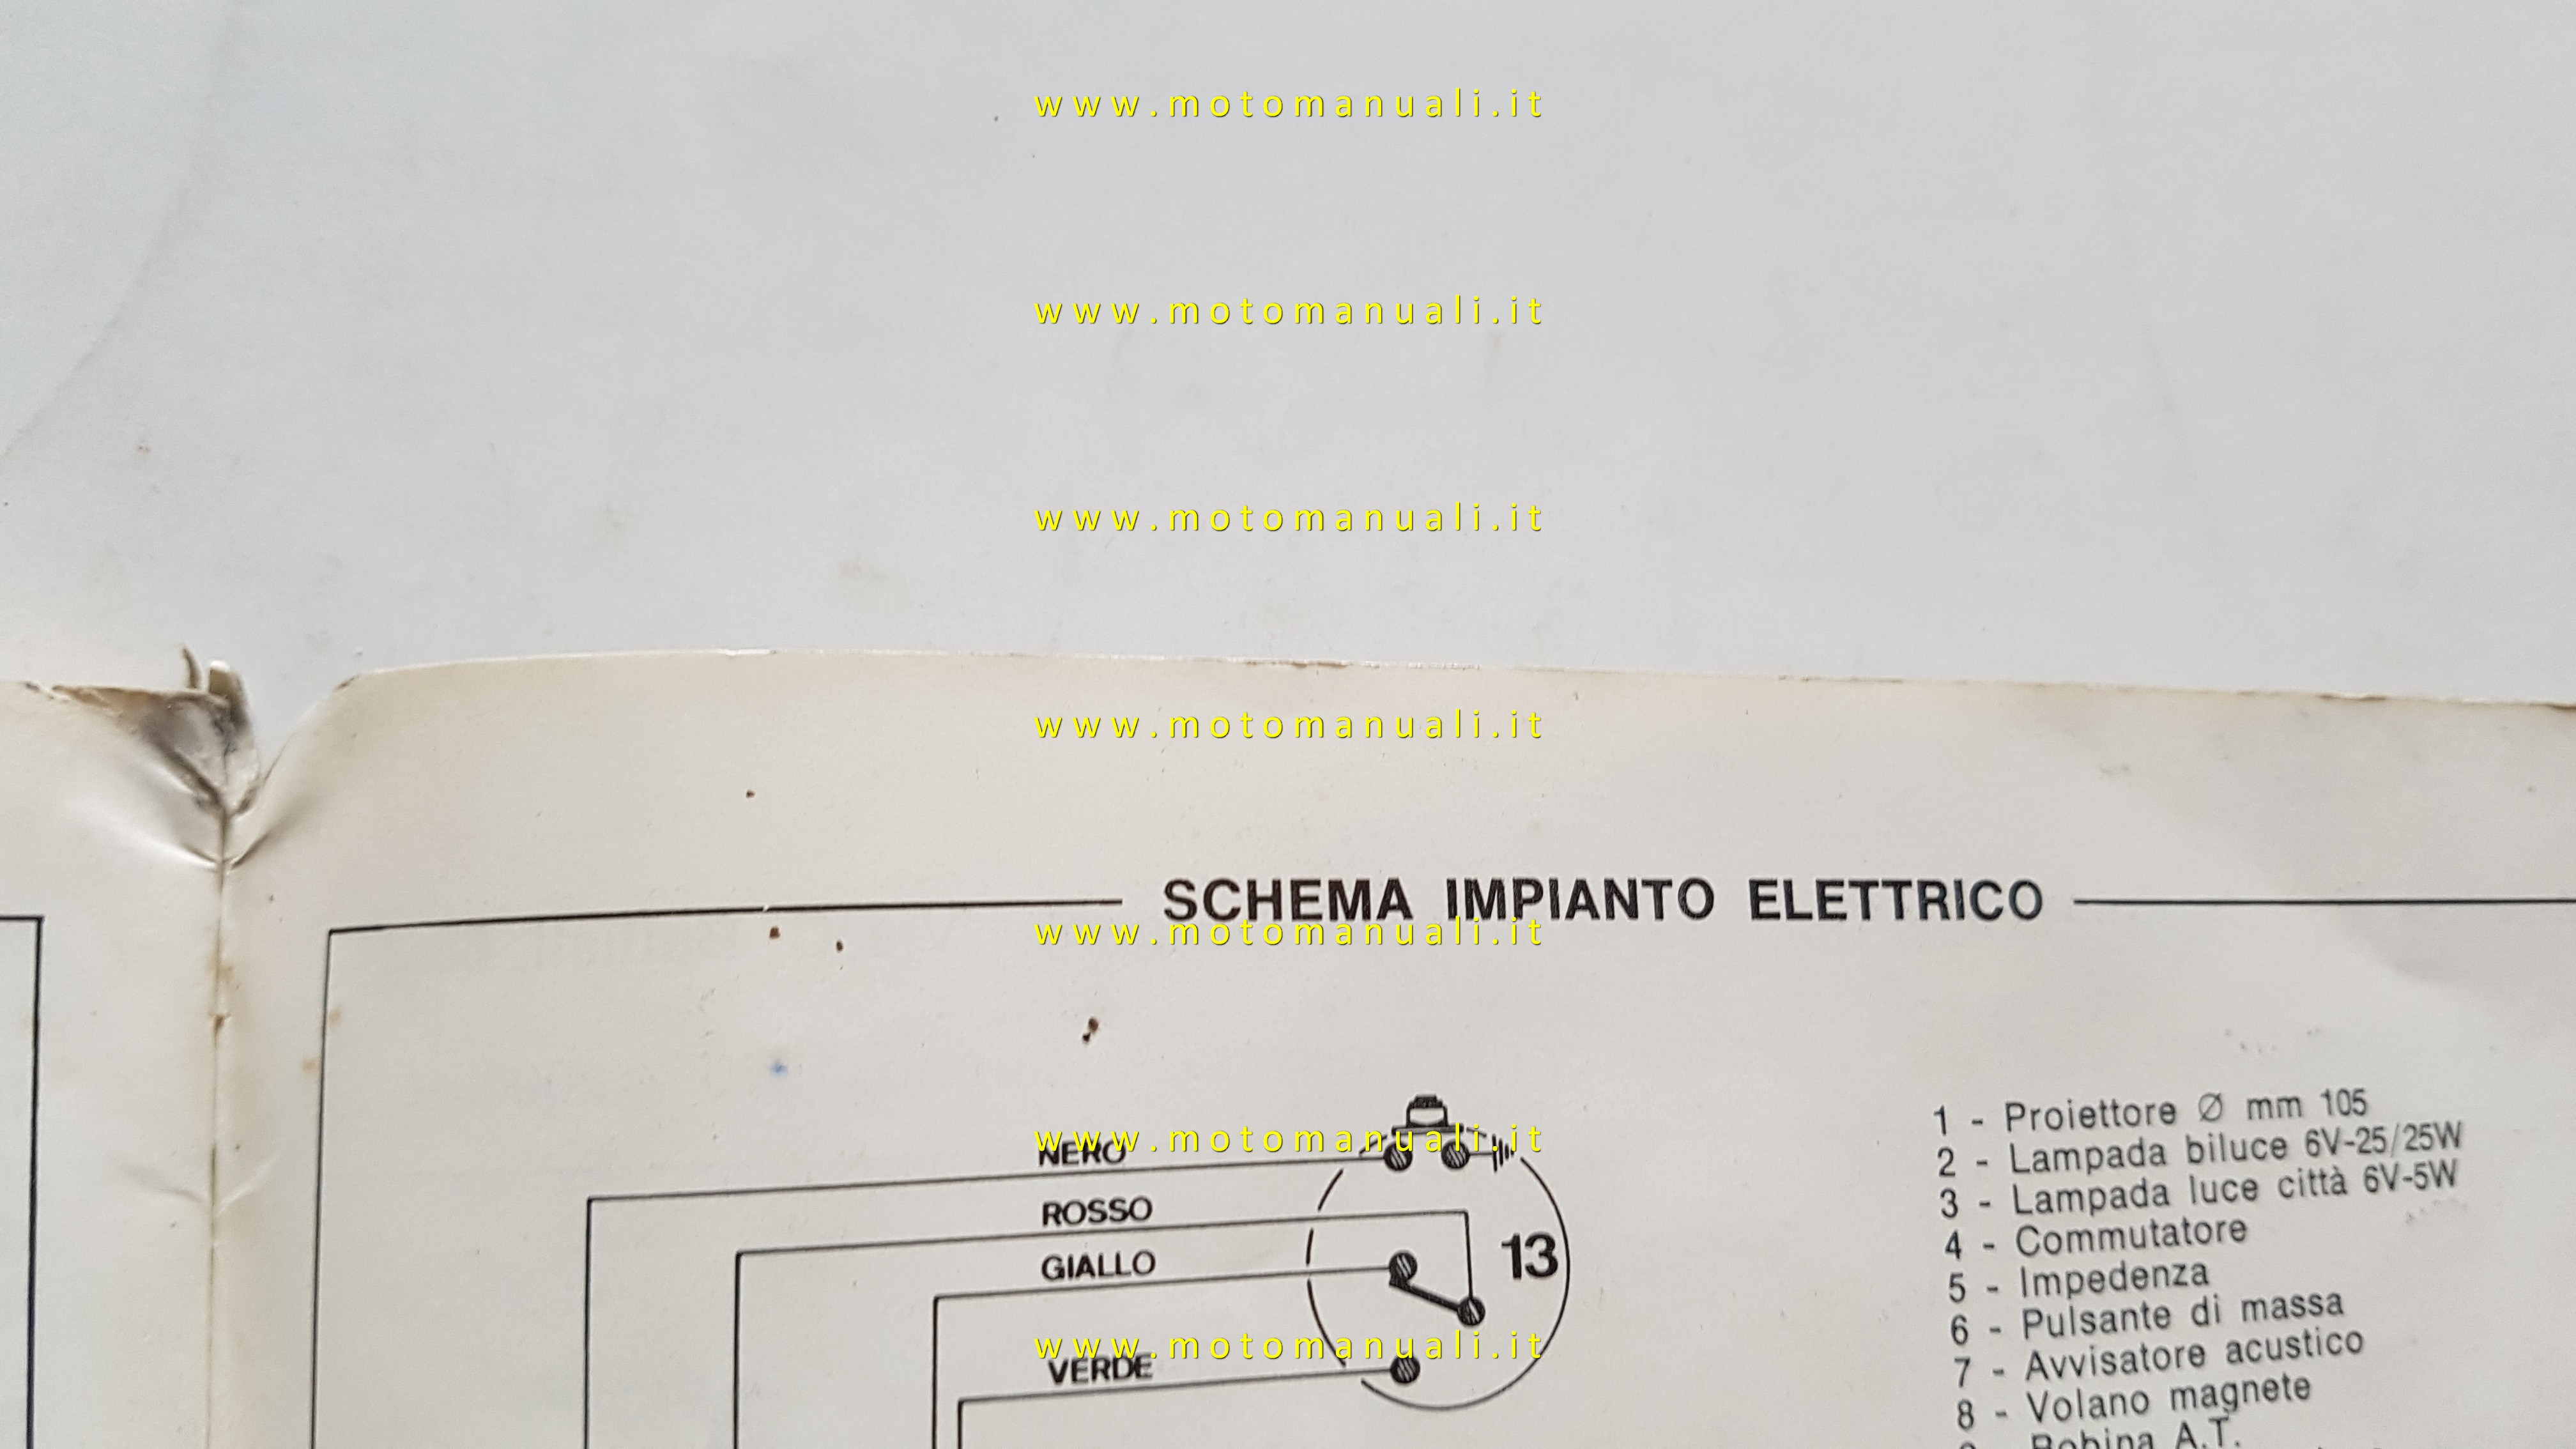 www.motomanuali.it
www.motomanuali.it
www.motomanuali.it
www.motomanuali.it
SCHEMA IMPIANTO ELETTRICO
www.motomanuali.it
www.motomanuali.it
NERO
ROSSO
GIALLO
13
www.motomanuali.it
VERDE
1 - Proiettore Ø mm 105
2 - Lampada biluce 6V-25/25W
3 - Lampada luce città 6V-5W
4 - Commutatore
5 - Impedenza
6 - Pulsante di massa
7 - Avvisatore acustico
8 - Volano magnete
9 - Bobina A.T.